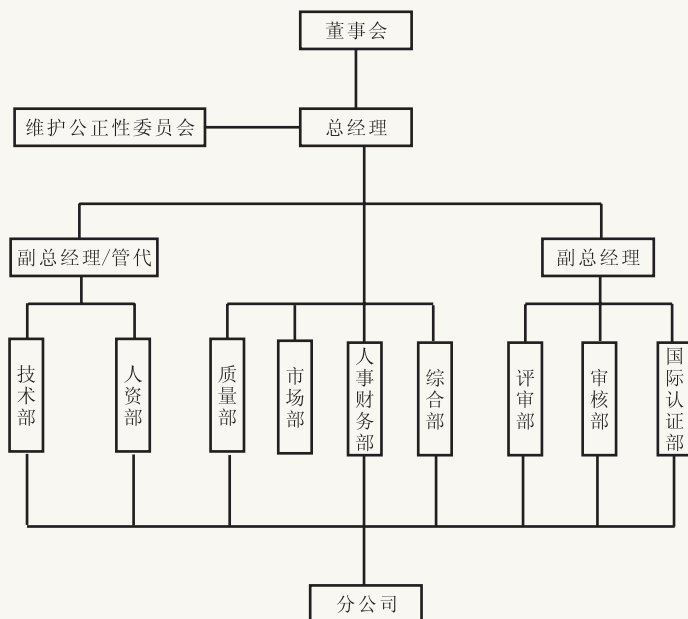 董事会
维护公正性委员会
总经理
副总经理/管代
副总经理
技术部
人资部
质量部
市场部
人事财务部
综合部
评审部
审核部
国际认证部
分公司